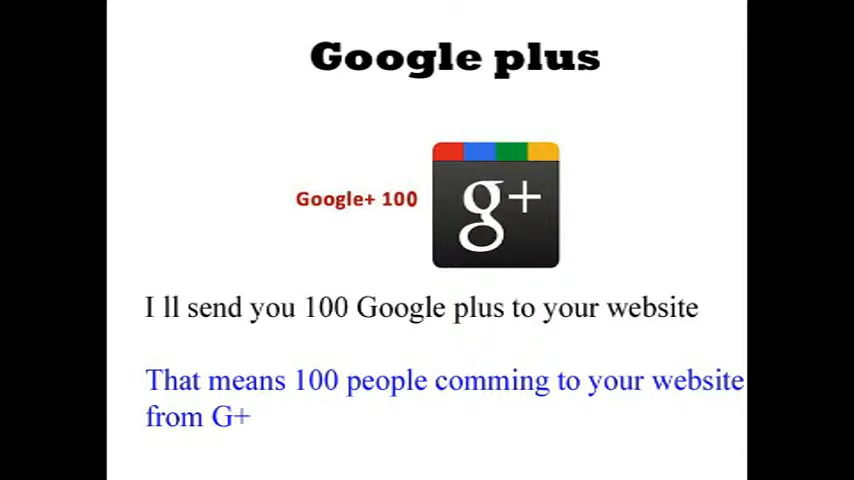 Google plus
Google+ 100
g+
I ll send you 100 Google plus to your website
That means 100 people comming to your website
from G+